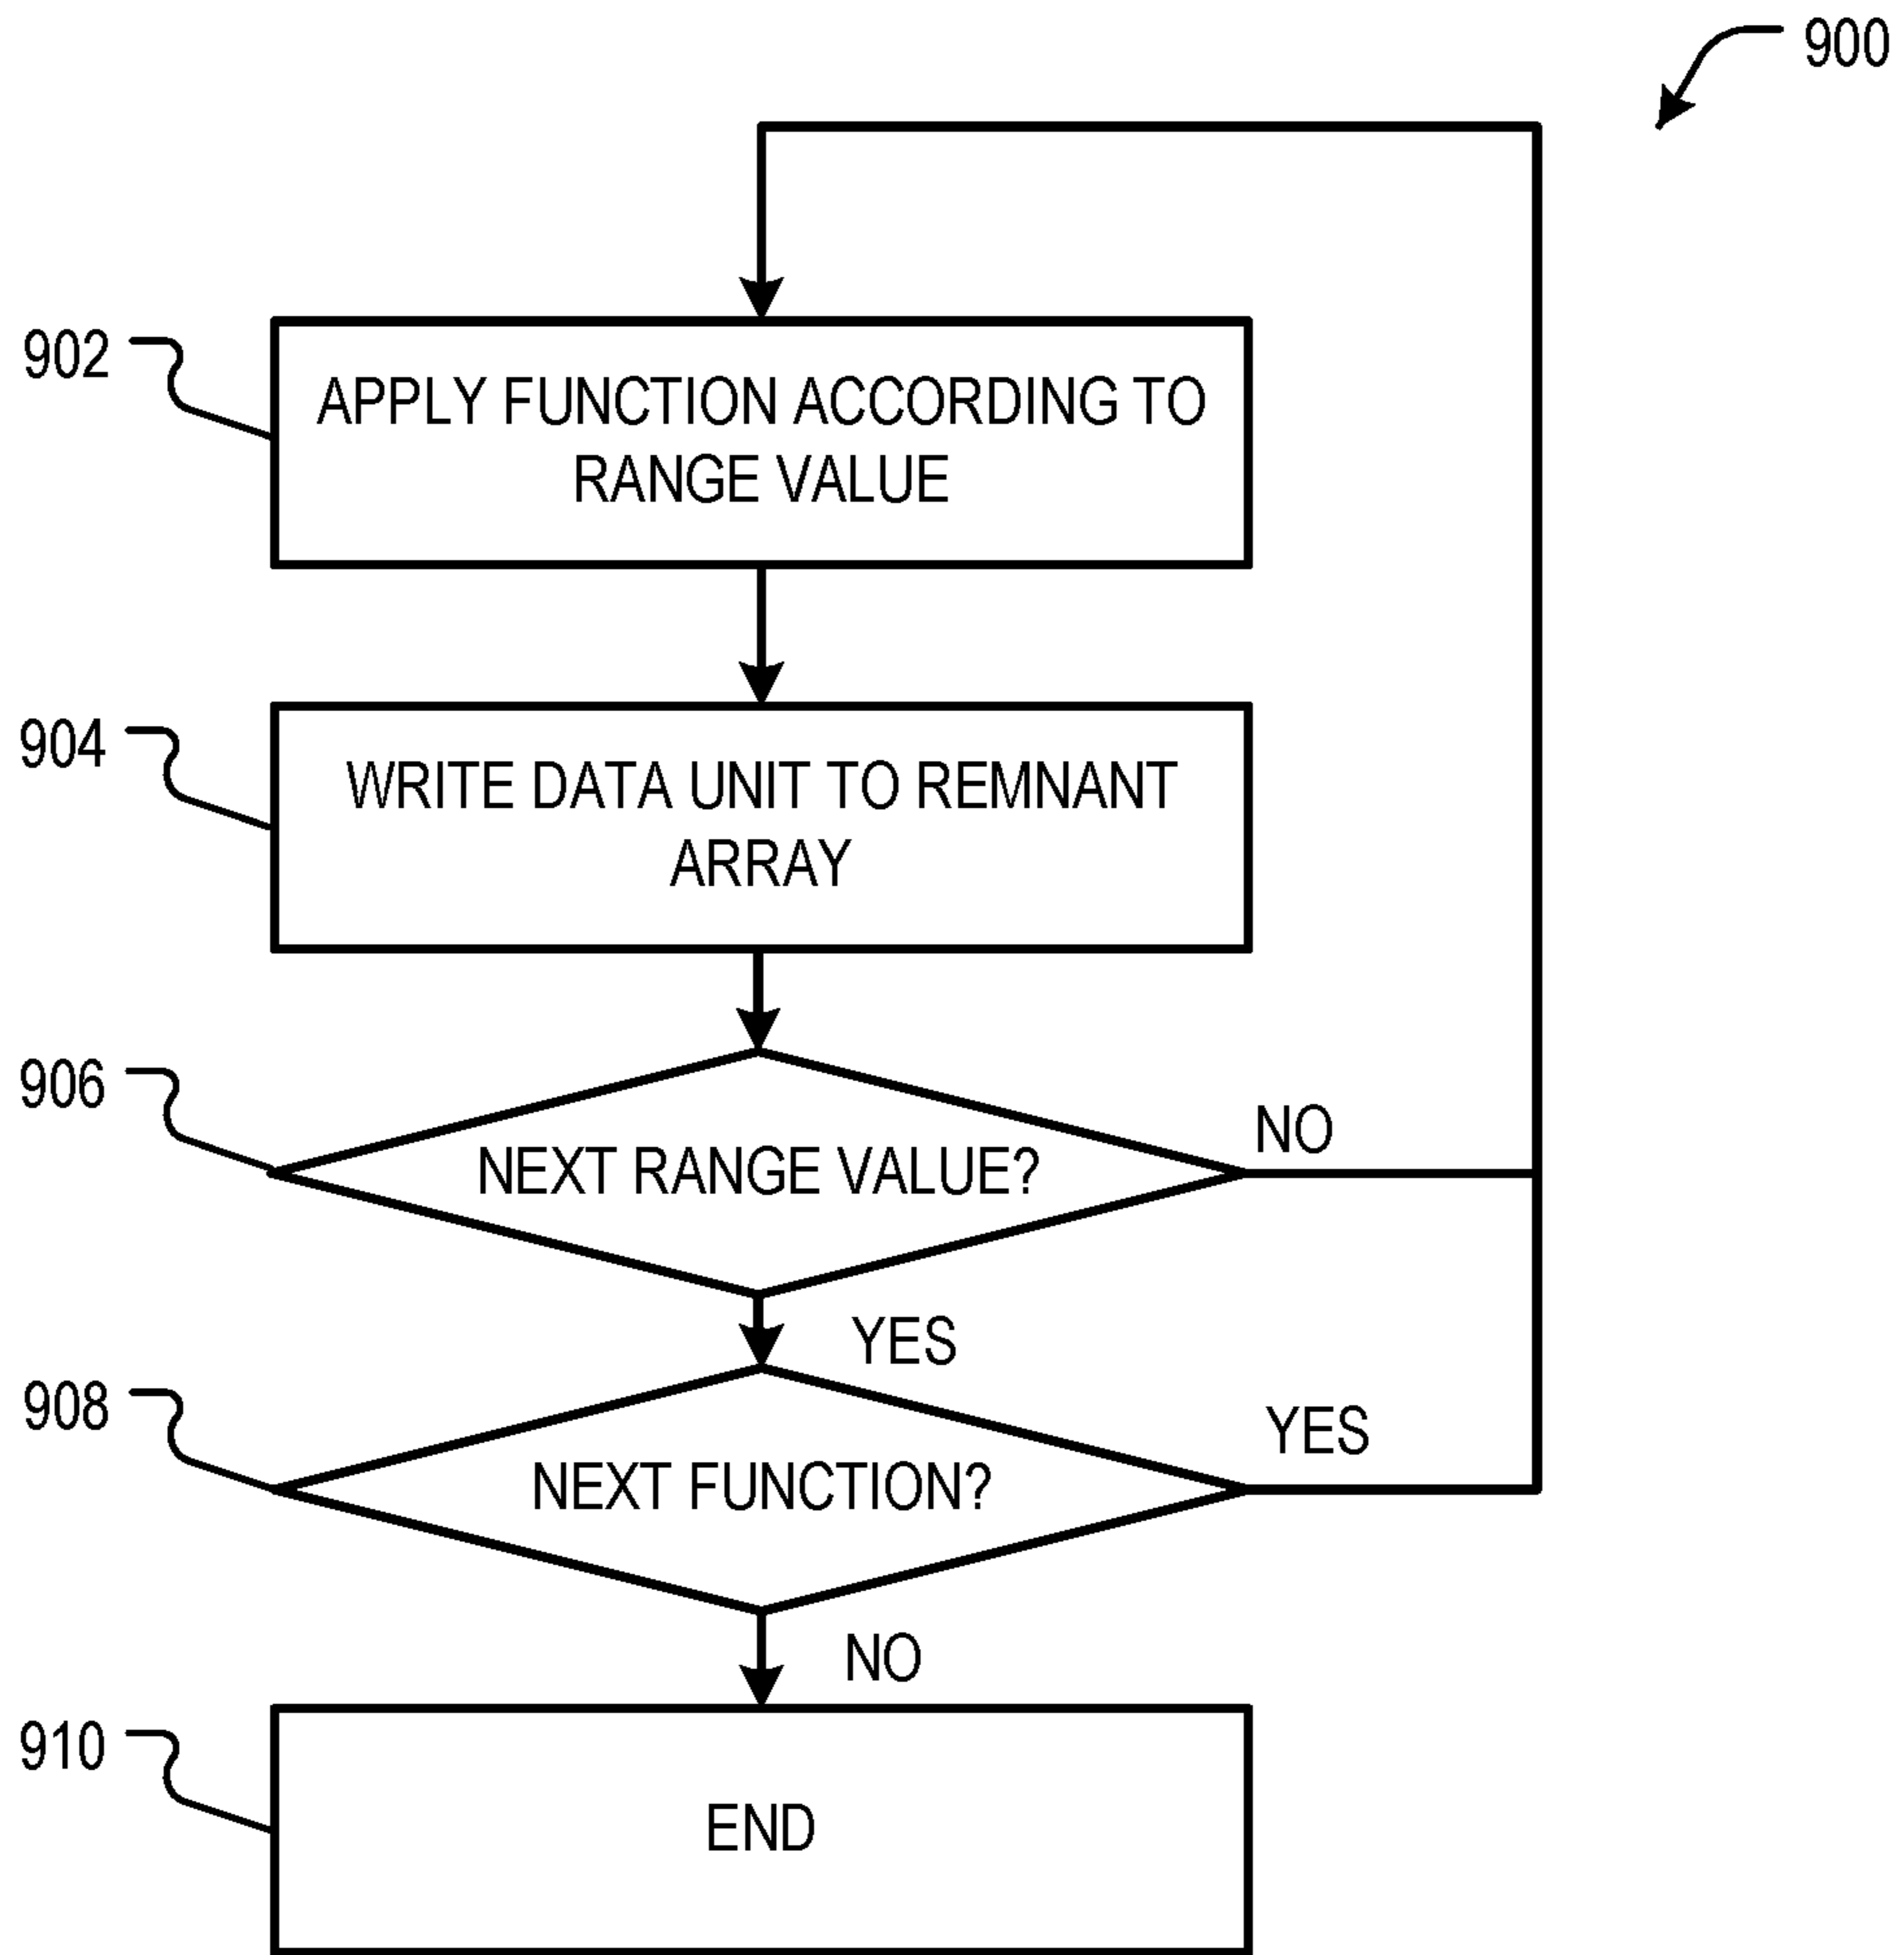 900
902
APPLY FUNCTION ACCORDING TO
RANGE VALUE
904
WRITE DATA UNIT TO REMNANT
ARRAY
906
NEXT RANGE VALUE?
NO
YES
908
NEXT FUNCTION?
YES
NO
910
END